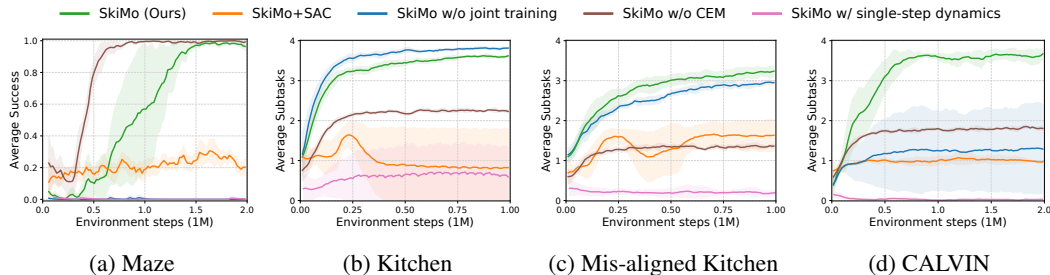 SkiMo (Ours) SkiMo+SAC SkiMo w/o joint training SkiMo w/o CEM SkiMo w/ single-step dynamics
Average Success
1.0
0.8
0.6
0.4
0.2
0.0
0.0 0.5 1.0 1.5 2.0
Environment steps (1M)
(a) Maze
Average Subtasks
4
3
2
1
0
0.00 0.25 0.50 0.75 1.00
Environment steps (1M)
(b) Kitchen
Average Subtasks
4
3
2
1
0
0.00 0.25 0.50 0.75 1.00
Environment steps (1M)
(c) Mis-aligned Kitchen
Average Subtasks
4
3
2
1
0
0.0 0.5 1.0 1.5 2.0
Environment steps (1M)
(d) CALVIN